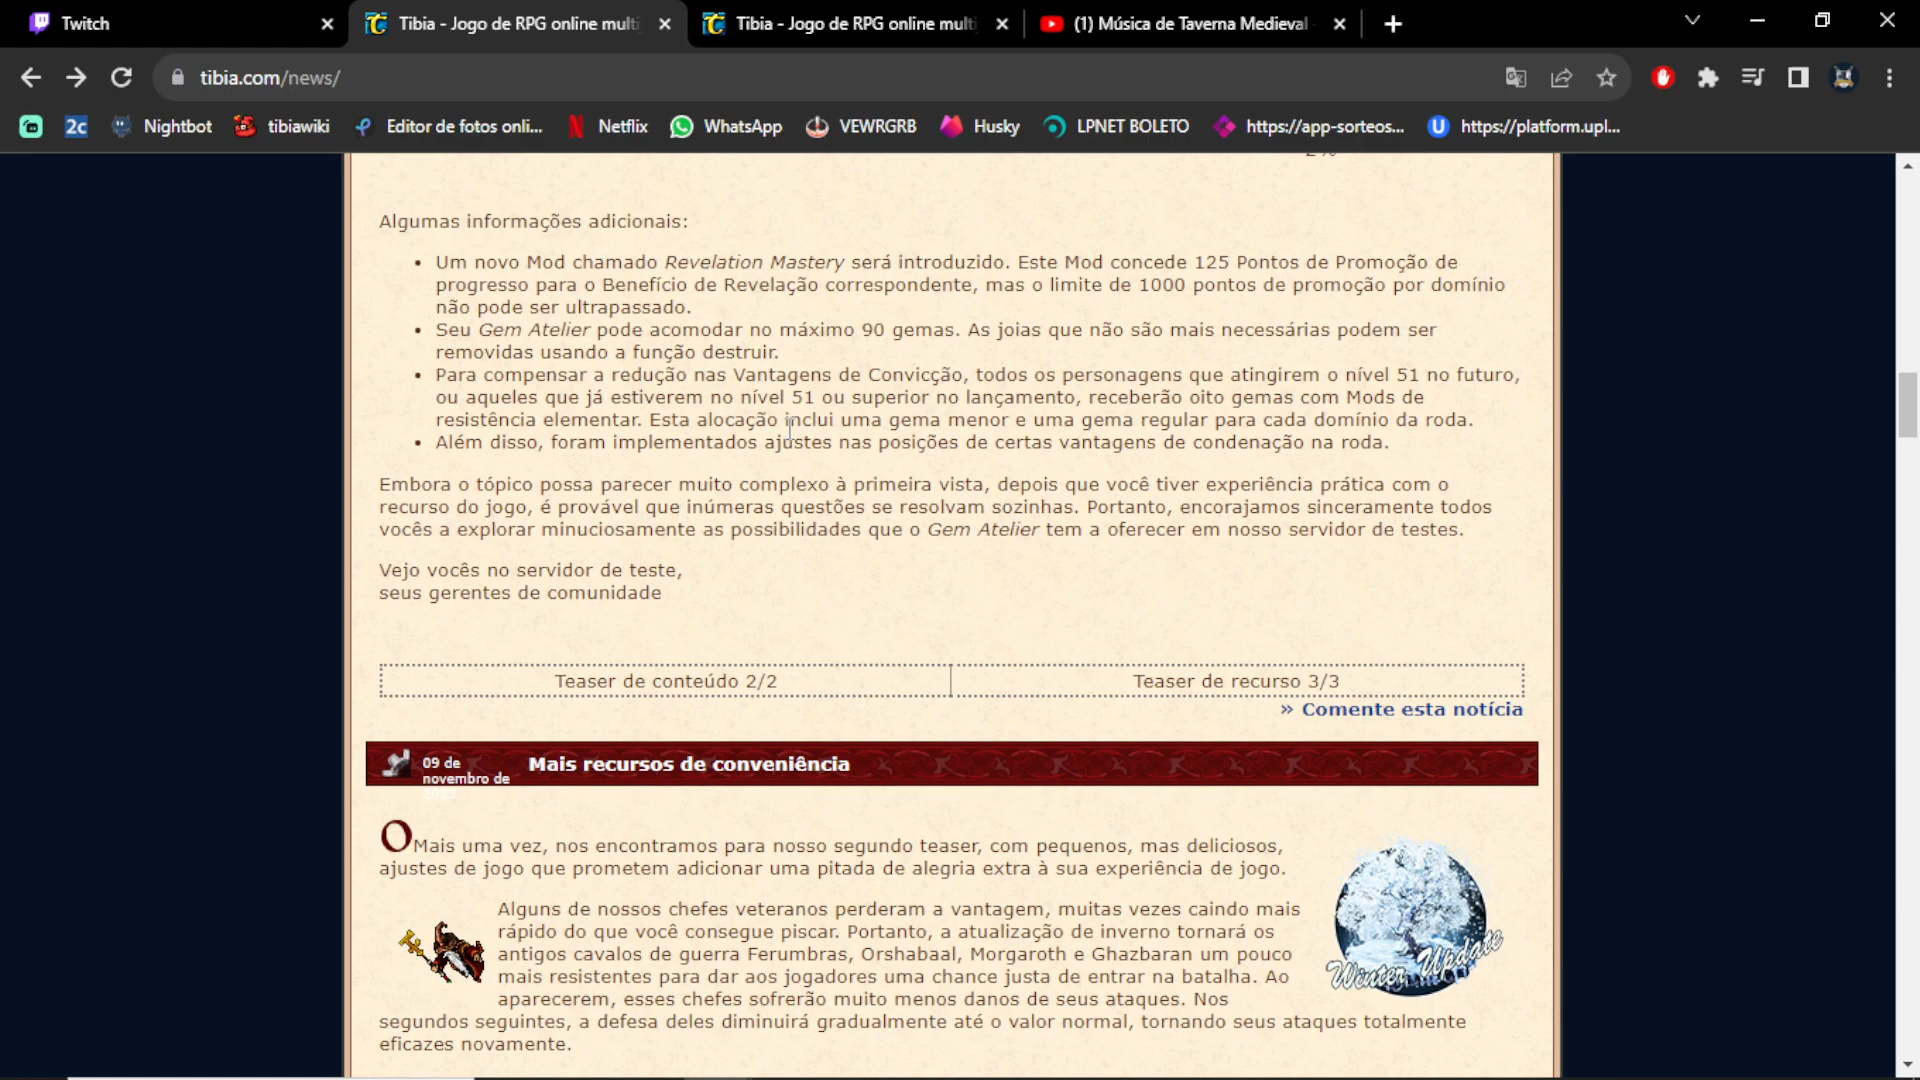 Twitch
Tibia - Jogo de RPG online multi
Tibia - Jogo de RPG online multi
(1) Música de Taverna Medieval
tibia.com/news/
2c
Nightbot
tibiawiki
Editor de fotos onli...
Netflix
WhatsApp
VEWRGRB
Husky
LPNET BOLETO
https://app-sorteos...
https://platform.upl...
Algumas informações adicionais:
• Um novo Mod chamado Revelation Mastery será introduzido. Este Mod concede 125 Pontos de Promoção de
progresso para o Benefício de Revelação correspondente, mas o limite de 1000 pontos de promoção por domínio
não pode ser ultrapassado.
• Seu Gem Atelier pode acomodar no máximo 90 gemas. As joias que não são mais necessárias podem ser
removidas usando a função destruir.
• Para compensar a redução nas Vantagens de Convicção, todos os personagens que atingirem o nível 51 no futuro,
ou aqueles que já estiverem no nível 51 ou superior no lançamento, receberão oito gemas com Mods de
resistência elementar. Esta alocação inclui uma gema menor e uma gema regular para cada domínio da roda.
• Além disso, foram implementados ajustes nas posições de certas vantagens de condenação na roda.
Embora o tópico possa parecer muito complexo à primeira vista, depois que você tiver experiência prática com o
recurso do jogo, é provável que inúmeras questões se resolvam sozinhas. Portanto, encorajamos sinceramente todos
vocês a explorar minuciosamente as possibilidades que o Gem Atelier tem a oferecer em nosso servidor de testes.
Vejo vocês no servidor de teste,
seus gerentes de comunidade
Teaser de conteúdo 2/2
Teaser de recurso 3/3
» Comente esta notícia
09 de
novembro de
Mais recursos de conveniência
OMais uma vez, nos encontramos para nosso segundo teaser, com pequenos, mas deliciosos,
ajustes de jogo que prometem adicionar uma pitada de alegria extra à sua experiência de jogo.
Alguns de nossos chefes veteranos perderam a vantagem, muitas vezes caindo mais
rápido do que você consegue piscar. Portanto, a atualização de inverno tornará os
antigos cavalos de guerra Ferumbras, Orshabaal, Morgaroth e Ghazbaran um pouco
mais resistentes para dar aos jogadores uma chance justa de entrar na batalha. Ao
aparecerem, esses chefes sofrerão muito menos danos de seus ataques. Nos
segundos seguintes, a defesa deles diminuirá gradualmente até o valor normal, tornando seus ataques totalmente
eficazes novamente.
Winter Update